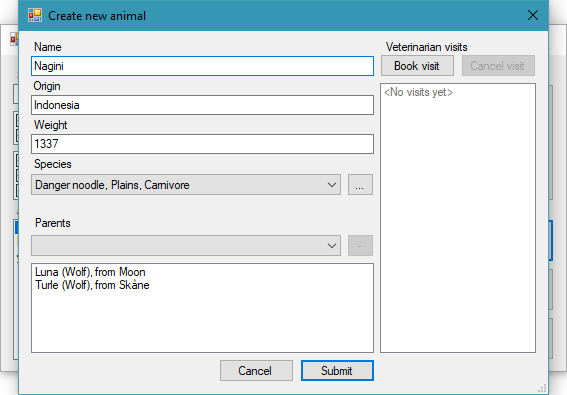 Create new animal
Name
Nagini
Origin
Indonesia
Weight
1337
Species
Danger noodle, Plains, Carnivore
...
Parents
-
Luna (Wolf), from Moon
Turle (Wolf), from Skåne
Veterinarian visits
Book visit
Cancel visit
<No visits yet>
Cancel
Submit